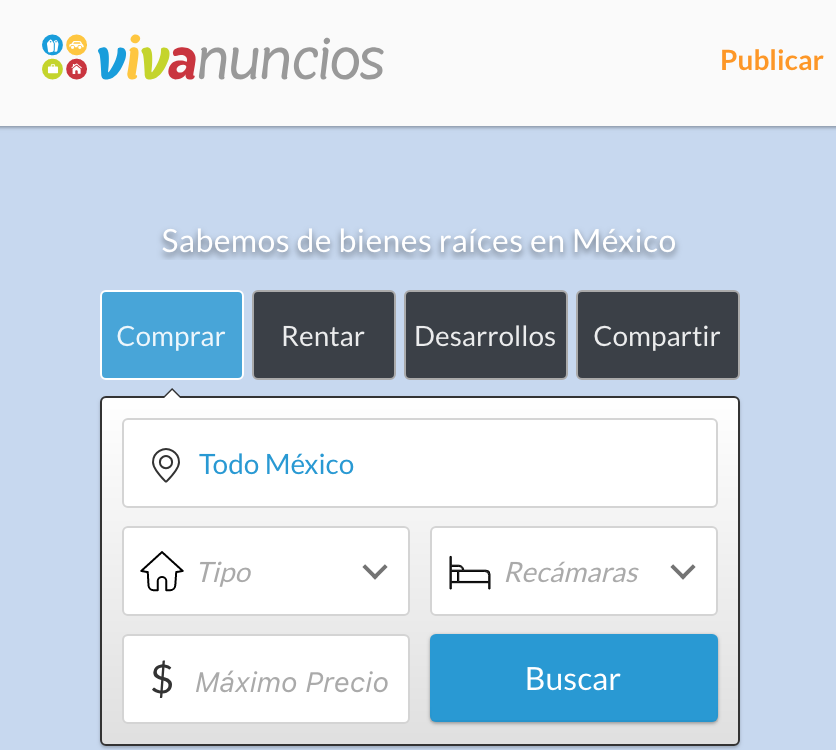 vivanuncios
Publicar
Sabemos de bienes raíces en México
Comprar Rentar Desarrollos Compartir
Todo México
Tipo Recámaras
$ Máximo Precio Buscar